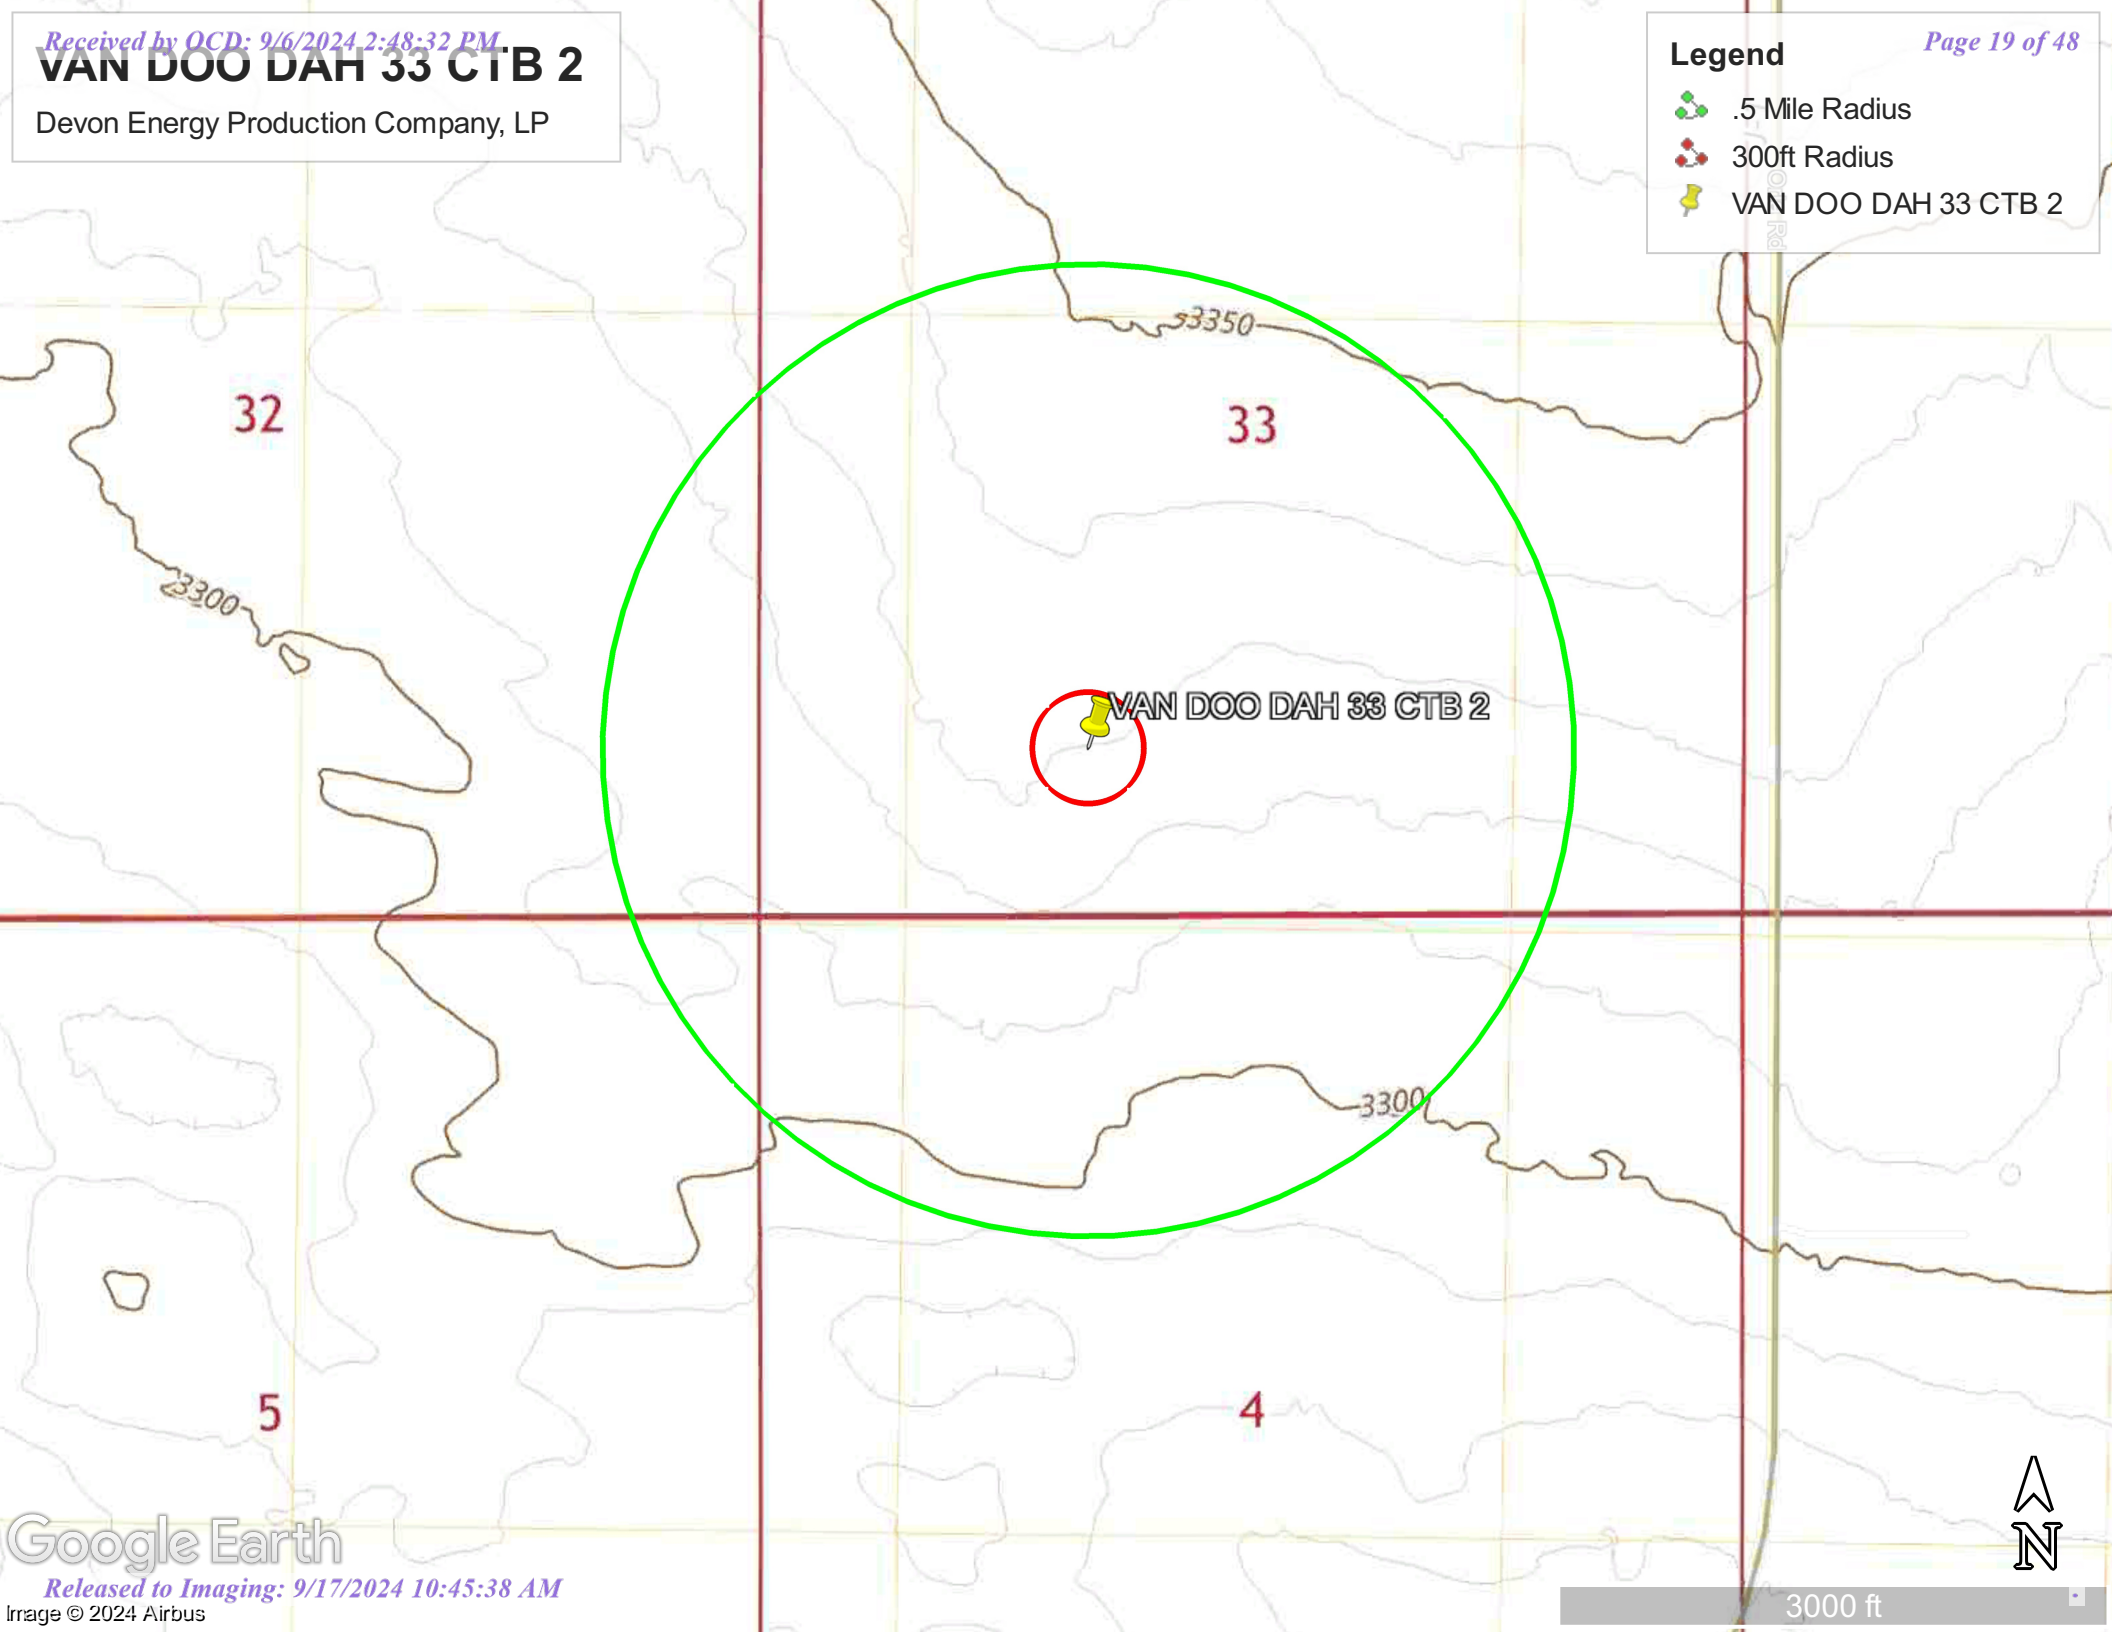 Received by OCD: 9/6/2024 2:48:32 PM
Page 19 of 48
VAN DOO DAH 33 CTB 2
Devon Energy Production Company, LP
Legend
.5 Mile Radius
300ft Radius
VAN DOO DAH 33 CTB 2
3350
32
33
3300
VAN DOO DAH 33 CTB 2
3300
5
4
N
Google Earth
Released to Imaging: 9/17/2024 10:45:38 AM
Image © 2024 Airbus
3000 ft